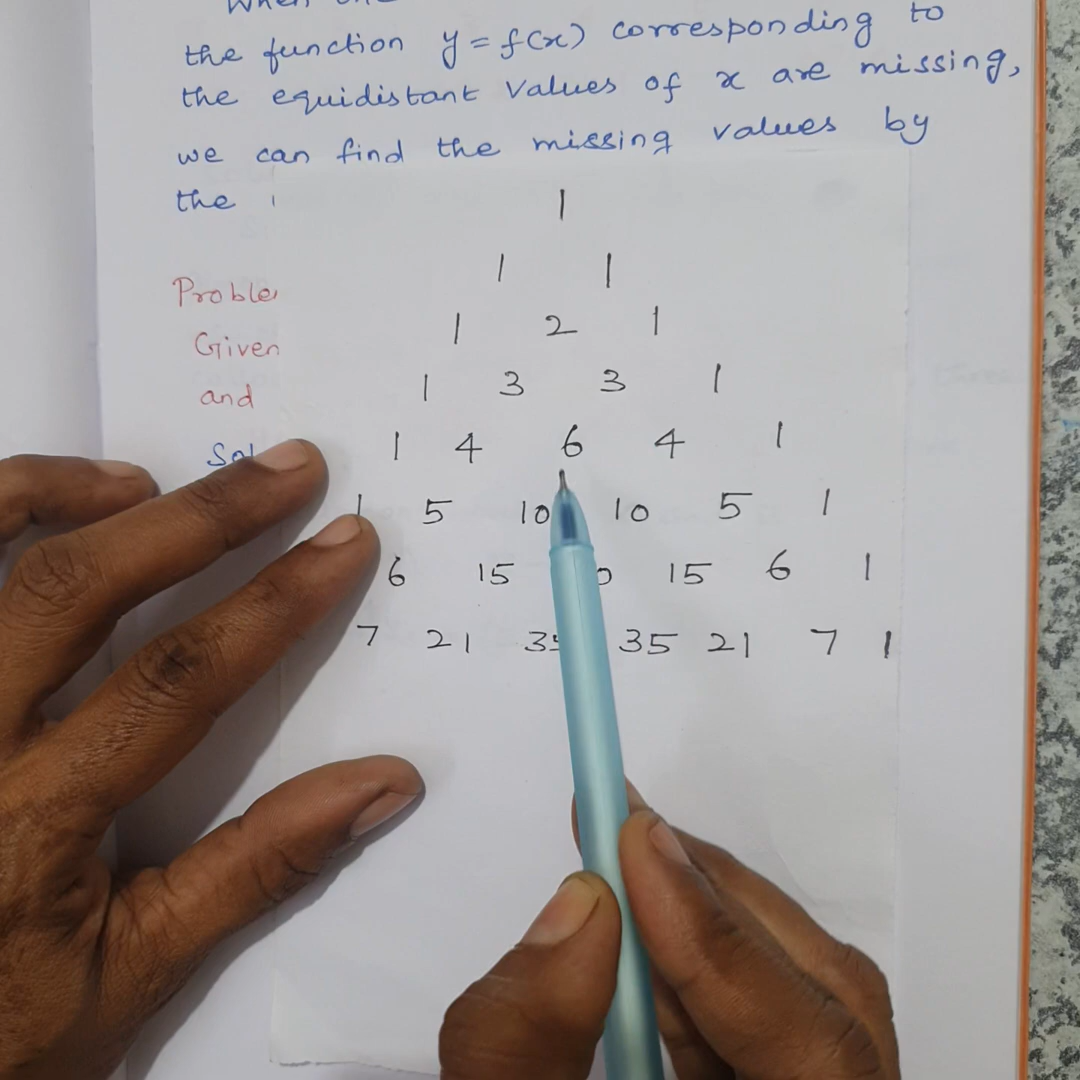 the function y = f(x) corresponding to
the equidistant values of x are missing,
we can find the missing values by
the
1
1 1
Given
1 2 1
and
1 3 3 1
1 4 6 4 1
1 5 10 10 5 1
6 15 15 6 1
7 21 35 21 7 1